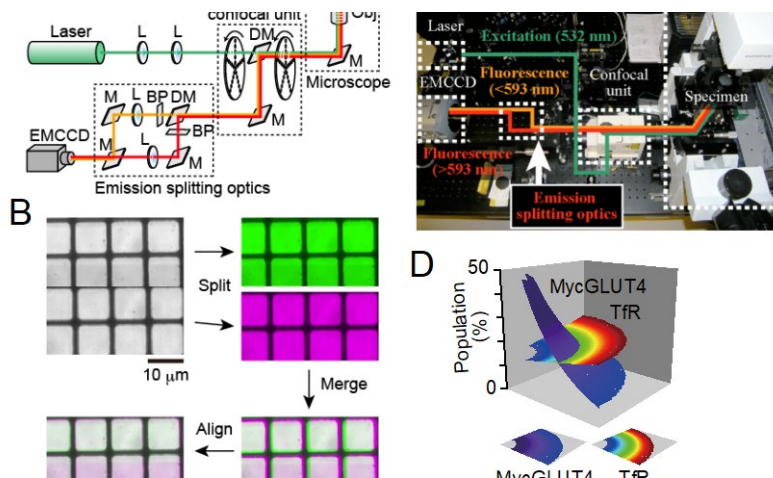 confocal unit
Obj
Laser
L
L
DM
M
Microscope
M
L
BP
DM
BP
M
EMCCD
M
L
M
Emission splitting optics
Laser
Excitation (532 nm)
EMCCD
Fluorescence
(<593 nm)
Confocal
unit
Specimen
Fluorescence
(>593 nm)
Emission
splitting optics
B
Split
10 µm
Merge
Align
D
50
MycGLUT4
TfR
Population
(%)
0
MycGLUT4
TfR